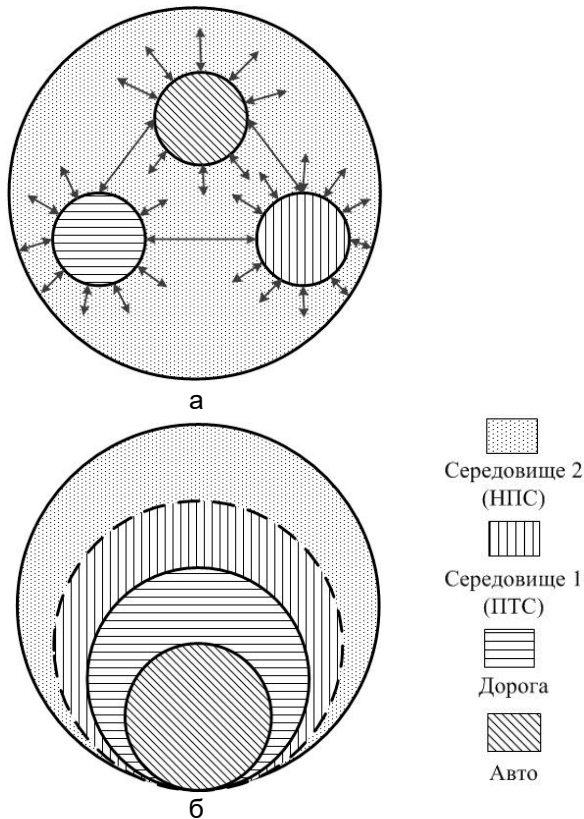 а
Середовище 2
(НПС)
Середовище 1
(ПТС)
Дорога
Авто
б